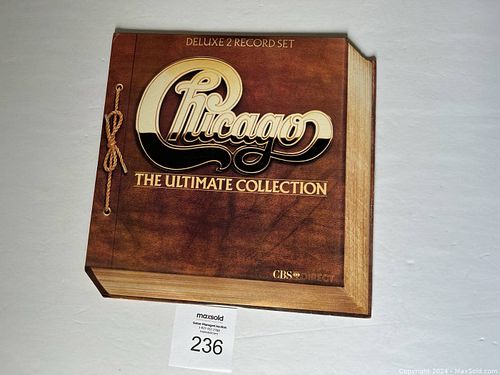 DELUXE 2 RECORD SET
Chicago
THE ULTIMATE COLLECTION
CBS DIRECT
maxsold
236
Copyright 2024 - MaxSold.com